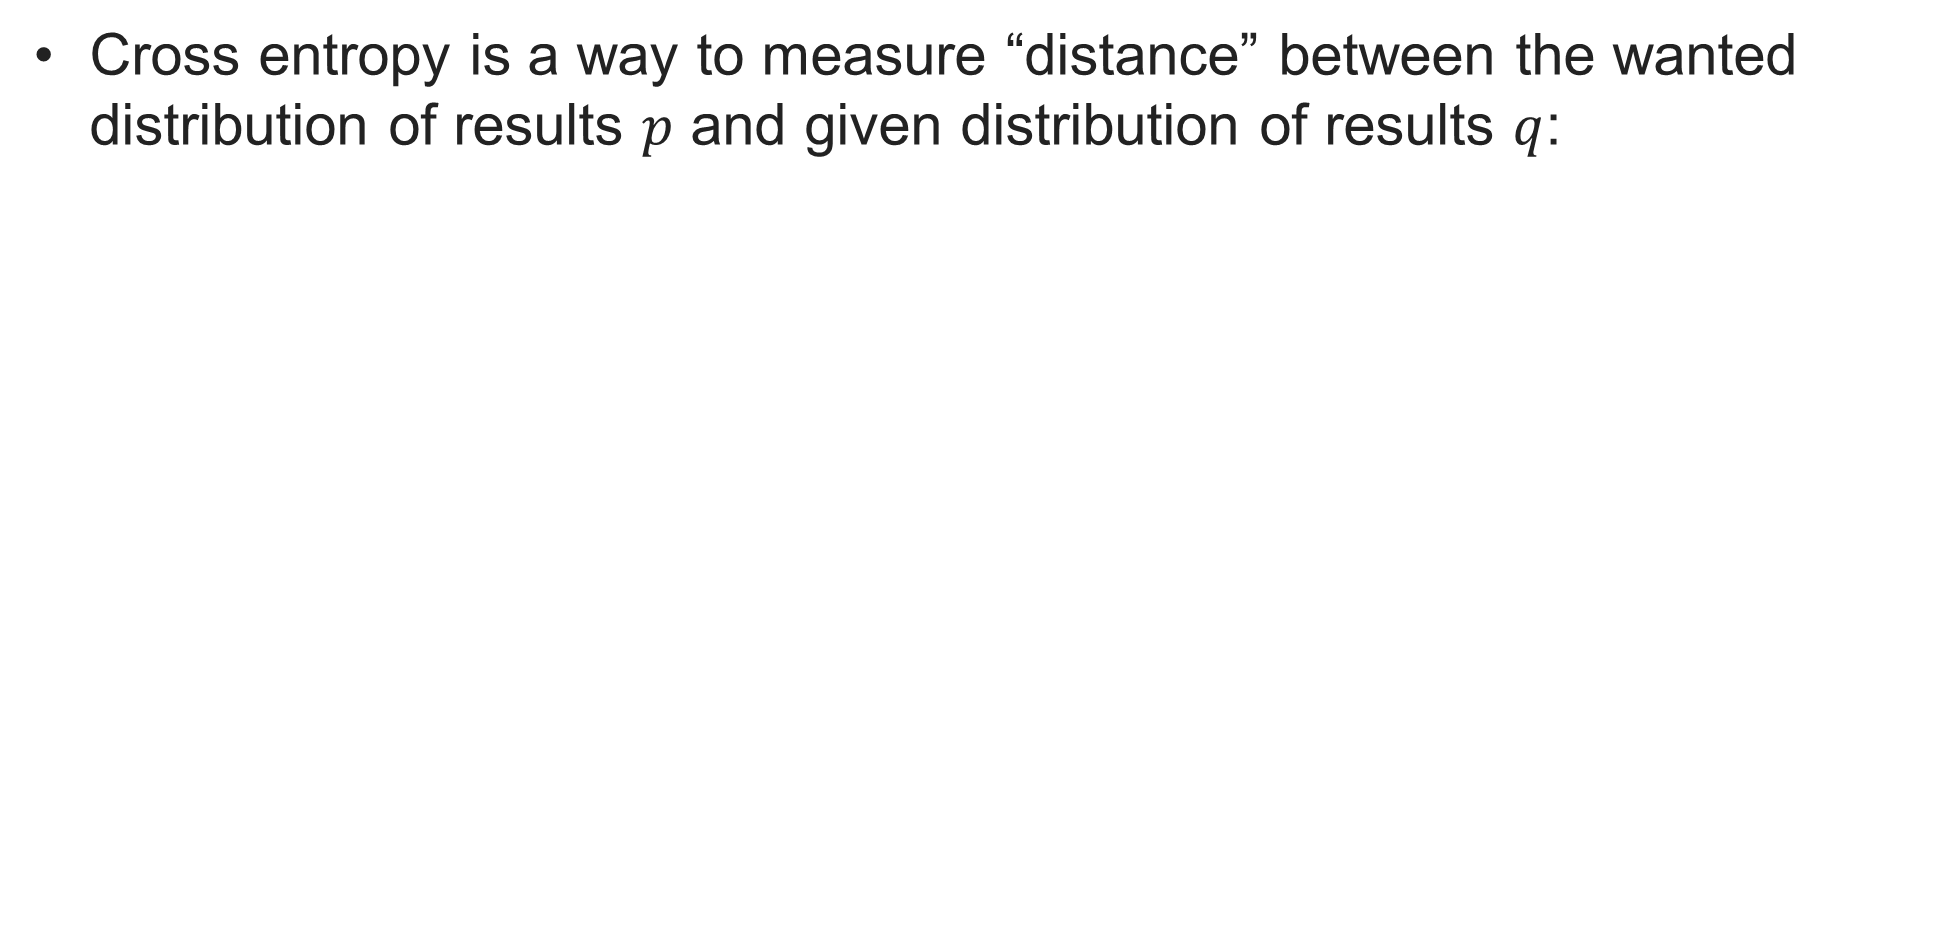 • Cross entropy is a way to measure “distance” between the wanted
distribution of results p and given distribution of results q: